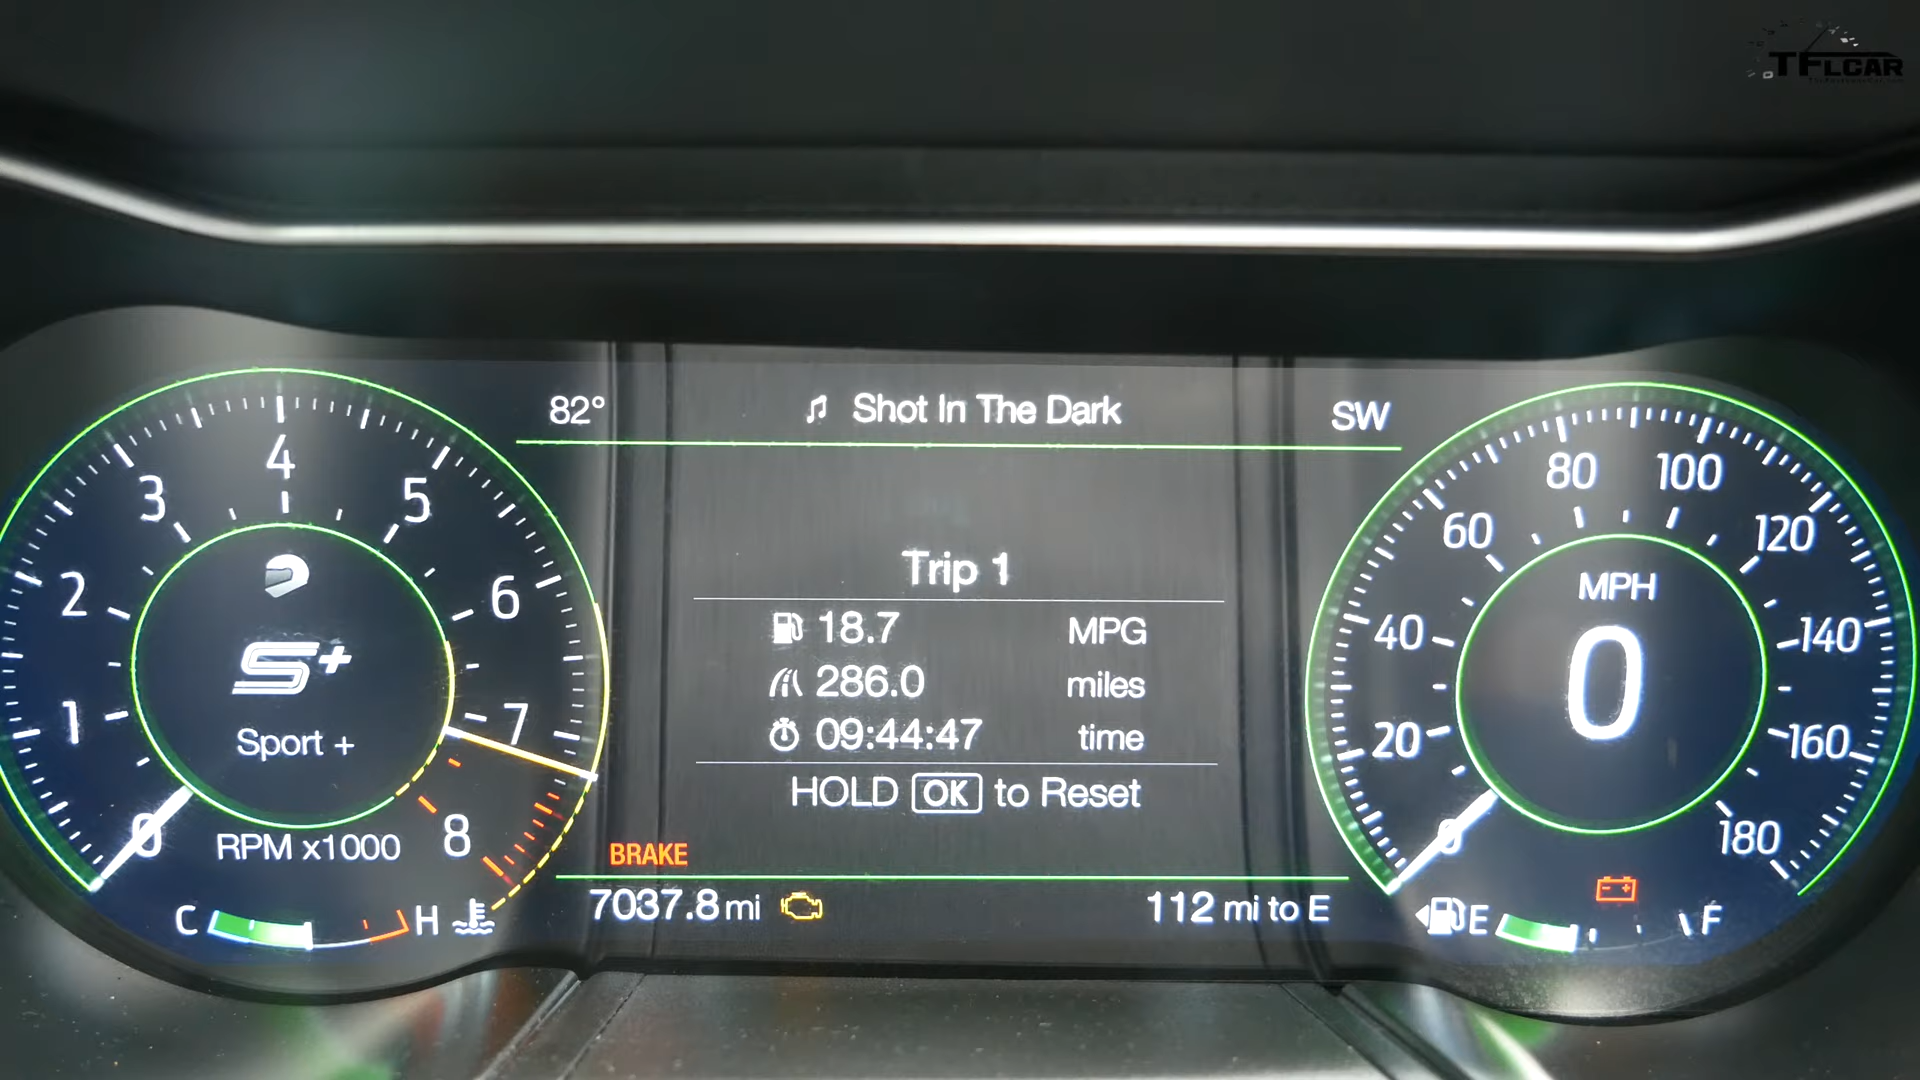 TFLCAR
82°
Shot In The Dark
SW
0
1
2
3
4
5
6
7
8
S+
Sport +
RPM x1000
C
H
Trip 1
18.7 MPG
286.0 miles
09:44:47 time
HOLD OK to Reset
BRAKE
7037.8 mi
112 mi to E
0
20
40
60
80
100
120
140
160
180
MPH
0
E
F